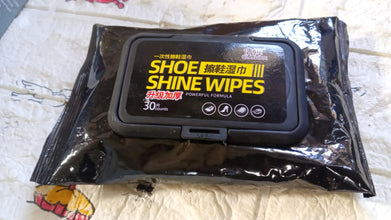 一次性擦鞋湿巾
SHOE 擦鞋湿巾
SHINE WIPES
升级加厚 POWERFUL FORMULA
30片
counts